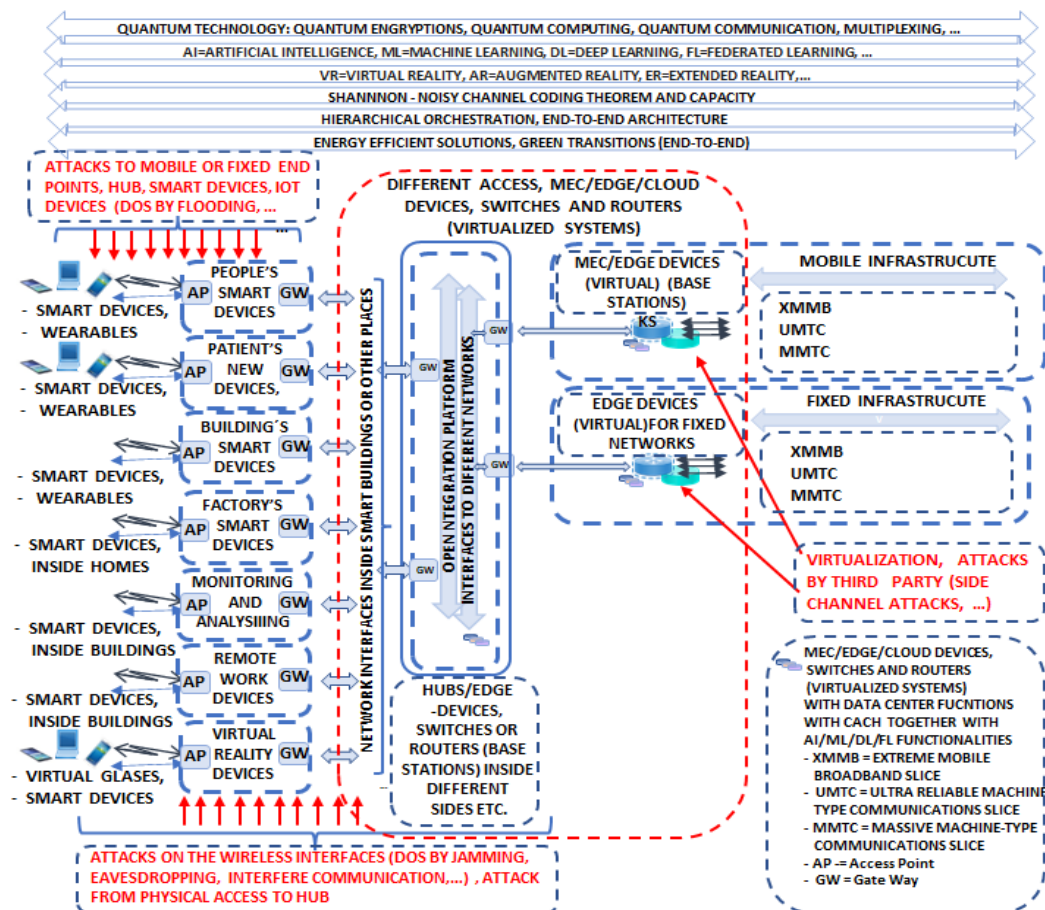 QUANTUM TECHNOLOGY: QUANTUM ENGRYPTIONS, QUANTUM COMPUTING, QUANTUM COMMUNICATION, MULTIPLEXING, ...
AI=ARTIFICIAL INTELLIGENCE, ML=MACHINE LEARNING, DL=DEEP LEARNING, FL=FEDERATED LEARNING, ...
VR=VIRTUAL REALITY, AR=AUGMENTED REALITY, ER=EXTENDED REALITY,...
SHANNNON - NOISY CHANNEL CODING THEOREM AND CAPACITY
HIERARCHICAL ORCHESTRATION, END-TO-END ARCHITECTURE
ENERGY EFFICIENT SOLUTIONS, GREEN TRANSITIONS (END-TO-END)
ATTACKS TO MOBILE OR FIXED END
POINTS, HUB, SMART DEVICES, IOT
DEVICES (DOS BY FLOODING, ...
...
DIFFERENT ACCESS, MEC/EDGE/CLOUD
DEVICES, SWITCHES AND ROUTERS
(VIRTUALIZED SYSTEMS)
AP
PEOPLE'S
SMART
DEVICES
GW
- SMART DEVICES,
- WEARABLES
AP
PATIENT'S
NEW
DEVICES,
GW
- SMART DEVICES,
- WEARABLES
AP
BUILDING´S
SMART
DEVICES
GW
- SMART DEVICES,
- WEARABLES
AP
FACTORY'S
SMART
DEVICES
GW
- SMART DEVICES,
INSIDE HOMES
AP
MONITORING
AND
ANALYSIIING
GW
- SMART DEVICES,
INSIDE BUILDINGS
AP
REMOTE
WORK
DEVICES
GW
- SMART DEVICES,
INSIDE BUILDINGS
AP
VIRTUAL
REALITY
DEVICES
GW
- VIRTUAL GLASES,
- SMART DEVICES
NETWORK INTERFACES INSIDE SMART BUILDINGS OR OTHER PLACES
GW
GW
OPEN INTEGRATION PLATFORM
INTERFACES TO DIFFERENT NETWORKS
GW
GW
...
HUBS/EDGE
-DEVICES,
SWITCHES OR
ROUTERS (BASE
STATIONS) INSIDE
DIFFERENT
SIDES ETC.
MEC/EDGE DEVICES
(VIRTUAL) (BASE
STATIONS)
KS
MOBILE INFRASTRUCUTE
XMMB
UMTC
MMTC
EDGE DEVICES
(VIRTUAL)FOR FIXED
NETWORKS
FIXED INFRASTRUCUTE
V
XMMB
UMTC
MMTC
VIRTUALIZATION, ATTACKS
BY THIRD PARTY (SIDE
CHANNEL ATTACKS, ...)
MEC/EDGE/CLOUD DEVICES,
SWITCHES AND ROUTERS
(VIRTUALIZED SYSTEMS)
WITH DATA CENTER FUCNTIONS
WITH CACH TOGETHER WITH
AI/ML/DL/FL FUNCTIONALITIES
- XMMB = EXTREME MOBILE
BROADBAND SLICE
- UMTC = ULTRA RELIABLE MACHINE
TYPE COMMUNICATIONS SLICE
- MMTC = MASSIVE MACHINE-TYPE
COMMUNICATIONS SLICE
- AP -= Access Point
- GW = Gate Way
ATTACKS ON THE WIRELESS INTERFACES (DOS BY JAMMING,
EAVESDROPPING, INTERFERE COMMUNICATION,...) , ATTACK
FROM PHYSICAL ACCESS TO HUB